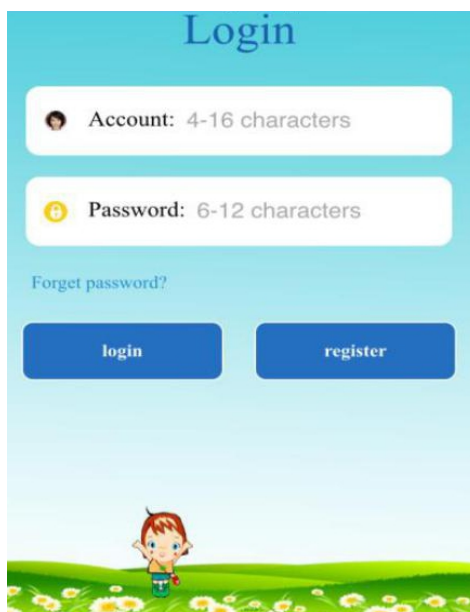 Login
Account: 4-16 characters
Password: 6-12 characters
Forget password?
login register